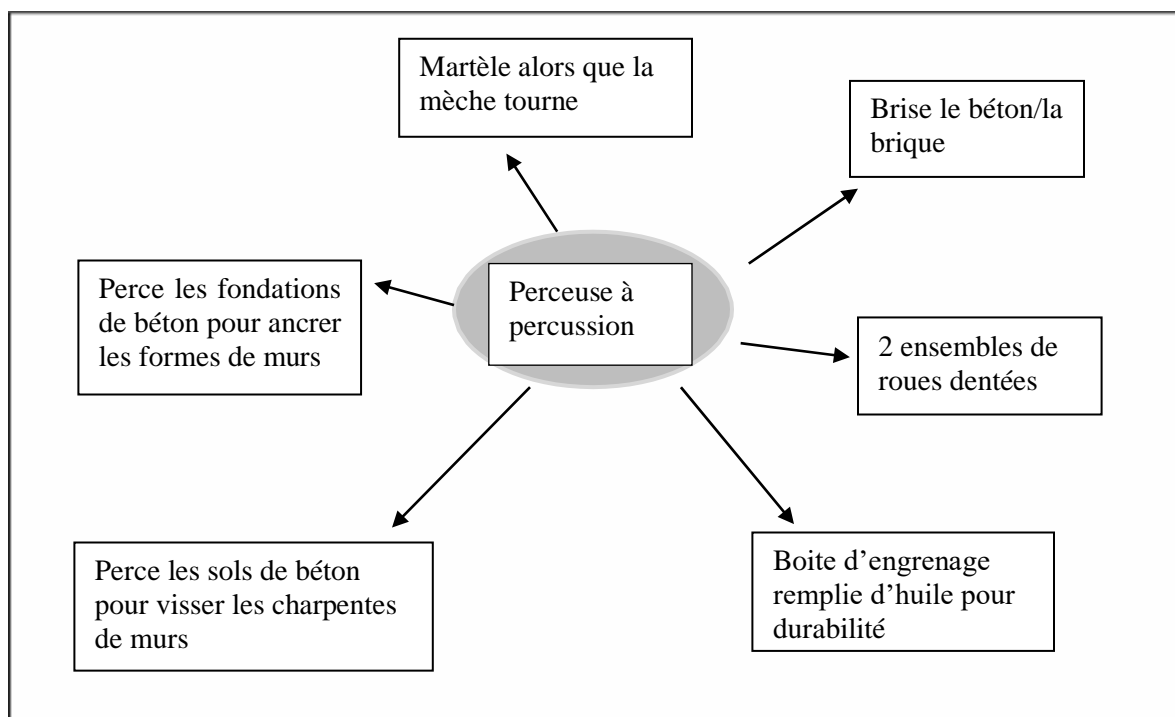 Martèle alors que la
mèche tourne
Brise le béton/la
brique
Perce les fondations
de béton pour ancrer
les formes de murs
Perceuse à
percussion
2 ensembles de
roues dentées
Perce les sols de béton
pour visser les charpentes
de murs
Boite d’engrenage
remplie d’huile pour
durabilité